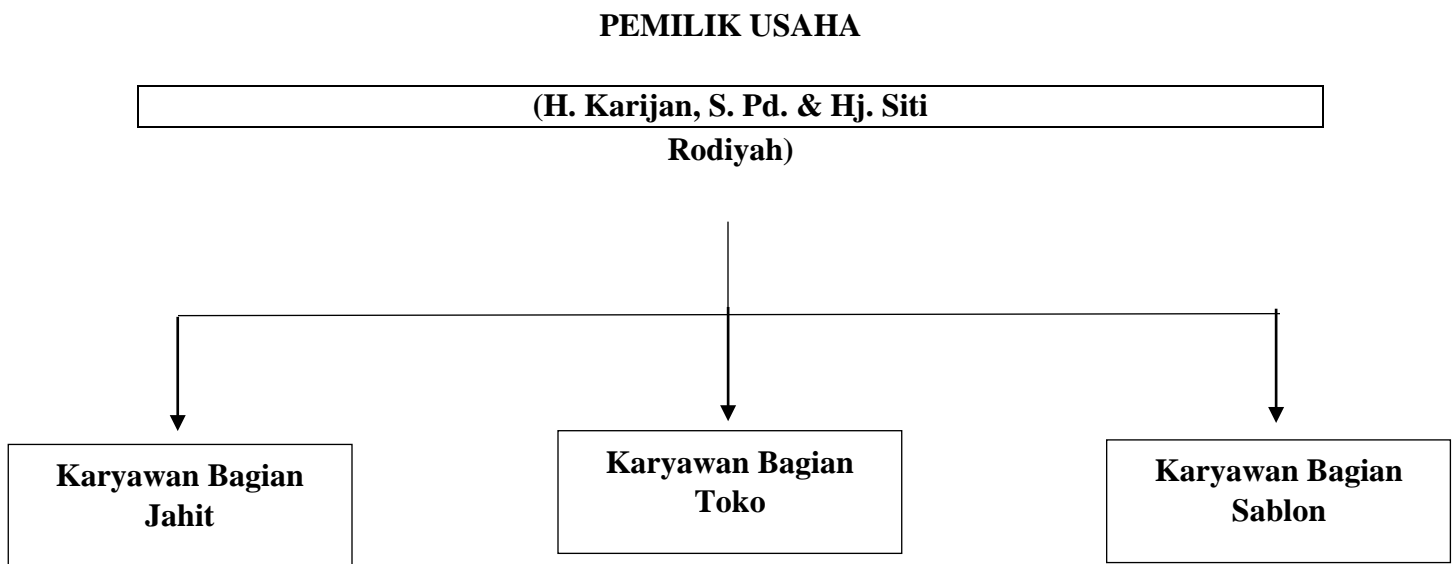 PEMILIK USAHA
(H. Karijan, S. Pd. & Hj. Siti
Rodiyah)
Karyawan Bagian
Jahit
Karyawan Bagian
Toko
Karyawan Bagian
Sablon